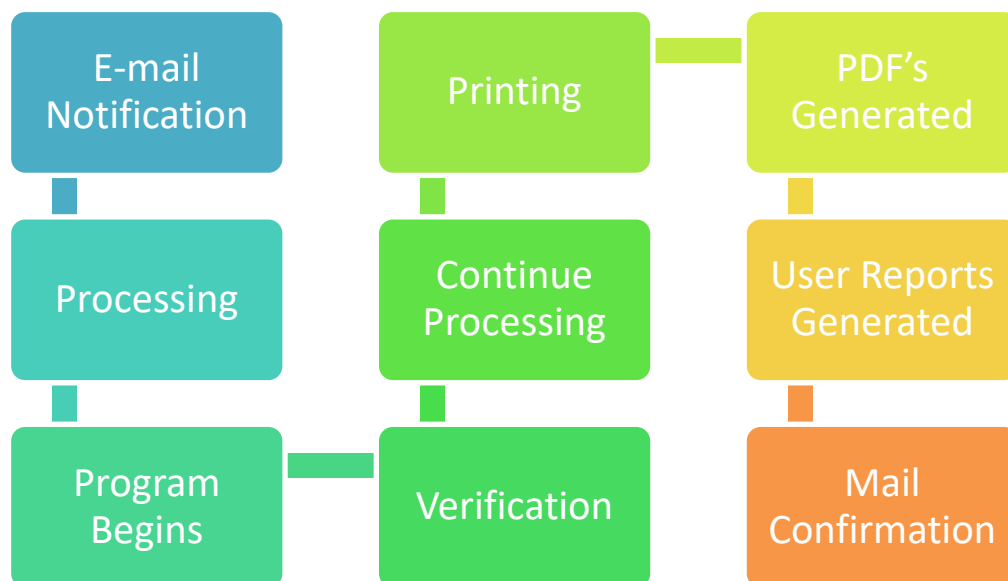 E-mail
Notification
Processing
Program
Begins
Verification
Continue
Processing
Printing
PDF’s
Generated
User Reports
Generated
Mail
Confirmation